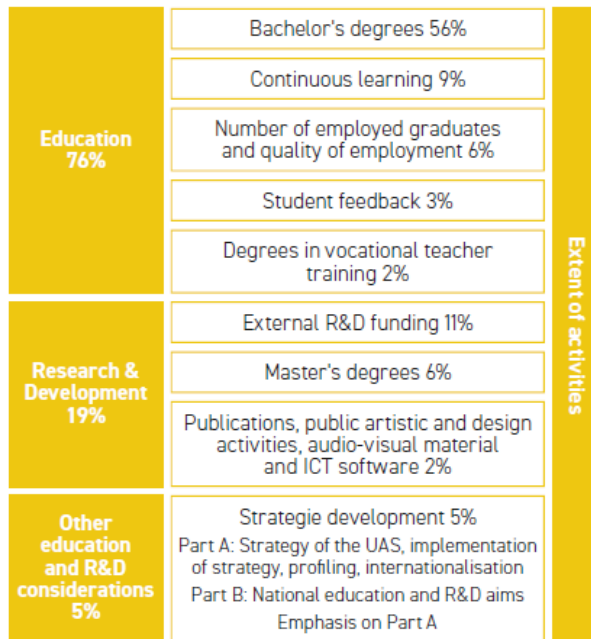 Education
76%
Bachelor's degrees 56%
Continuous learning 9%
Number of employed graduates
and quality of employment 6%
Student feedback 3%
Degrees in vocational teacher
training 2%
Research &
Development
19%
External R&D funding 11%
Master's degrees 6%
Publications, public artistic and design
activities, audio-visual material
and ICT software 2%
Other
education
and R&D
considerations
5%
Strategie development 5%
Part A: Strategy of the UAS, implementation
of strategy, profiling, internationalisation
Part B: National education and R&D aims
Emphasis on Part A
Extent of activities